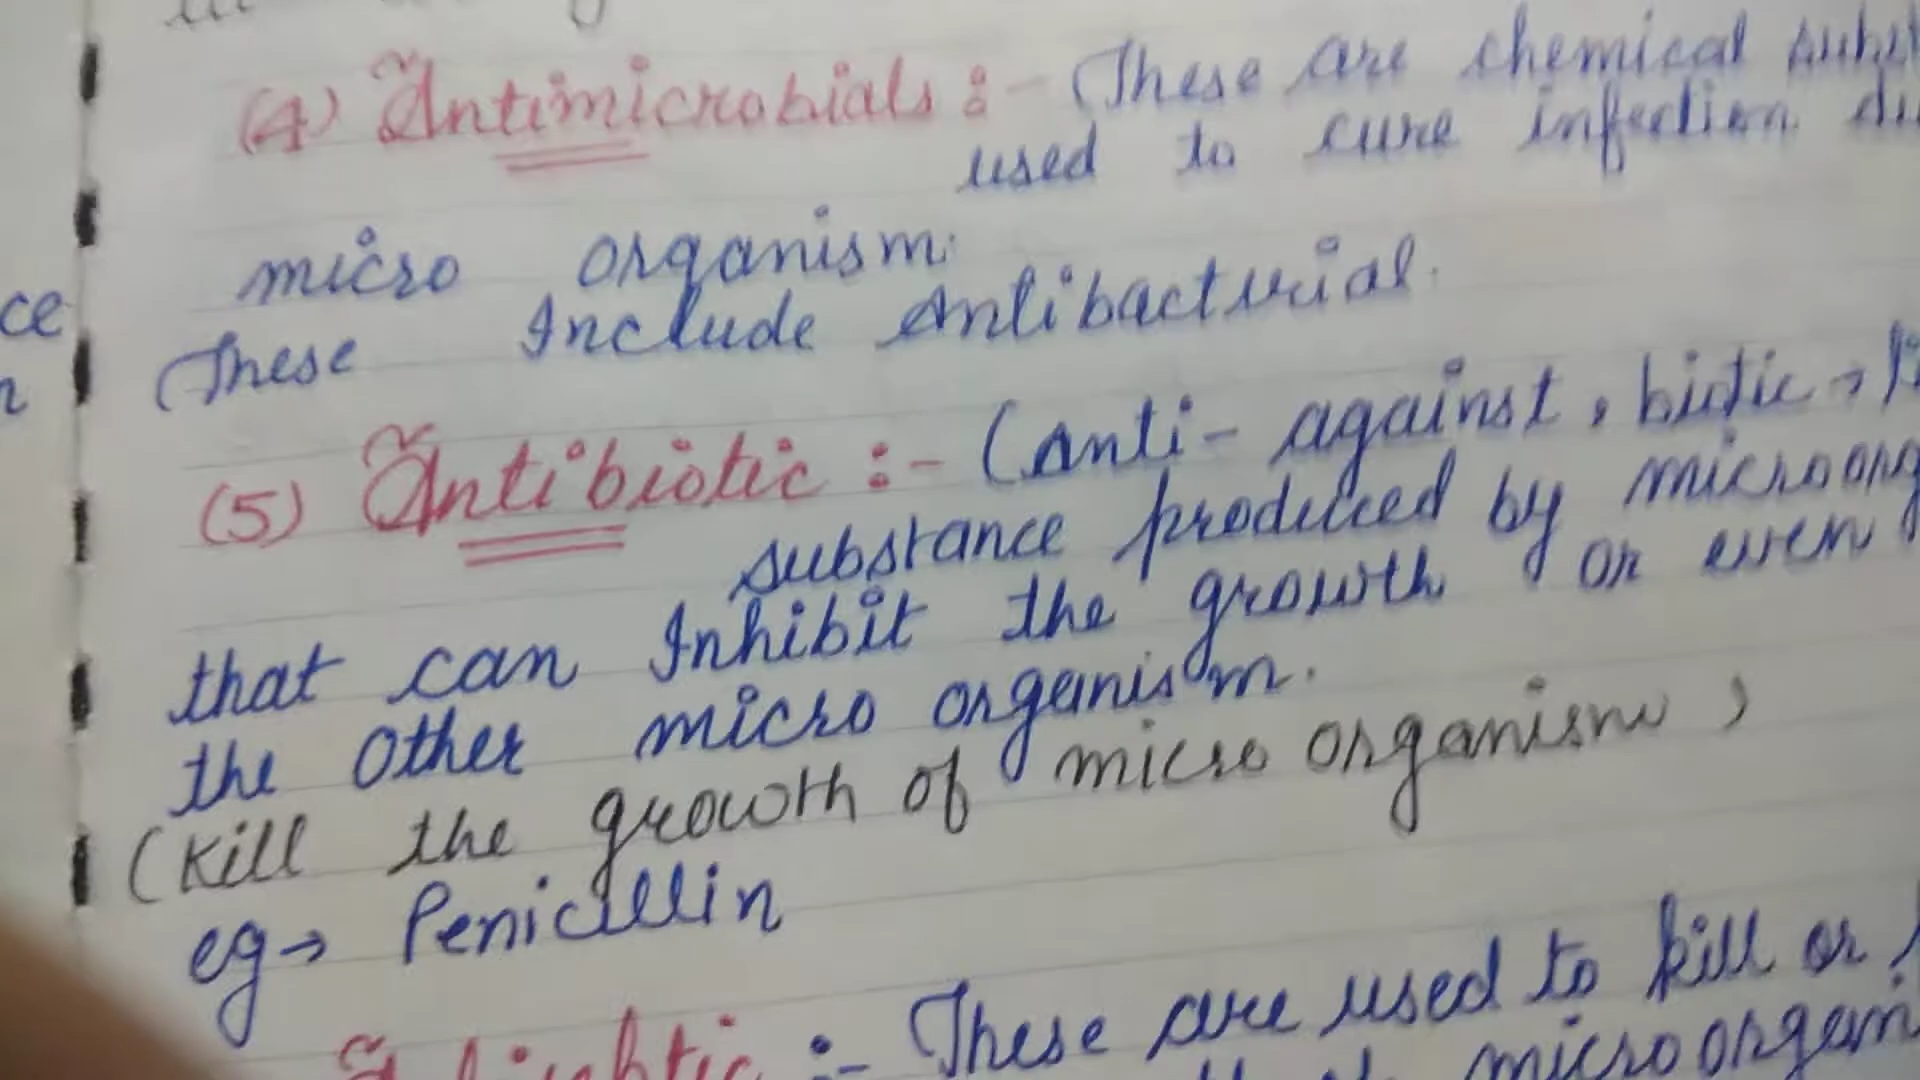 (4) Antimicrobials :- These are chemical
used to cure infection
micro organism.
ce
These Include Antibacterial.
(5) Antibiotic :- (Anti- against, biotic →
substance produced by
that can Inhibit the growth or even
the Other micro organism.
(Kill the growth of micro organism)
eg → Penicillin
:- These are used to kill or